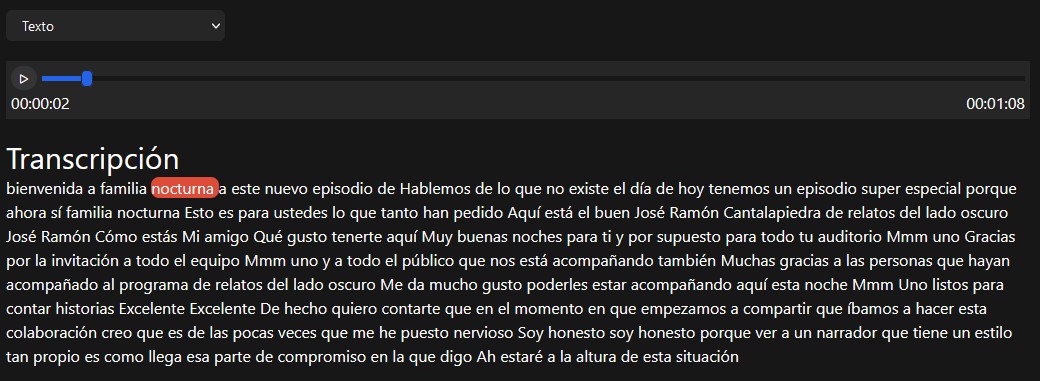 Texto
00:00:02
00:01:08
Transcripción
bienvenida a familia nocturna a este nuevo episodio de Hablemos de lo que no existe el día de hoy tenemos un episodio super especial porque
ahora sí familia nocturna Esto es para ustedes lo que tanto han pedido Aquí está el buen José Ramón Cantalapiedra de relatos del lado oscuro
José Ramón Cómo estás Mi amigo Qué gusto tenerte aquí Muy buenas noches para ti y por supuesto para todo tu auditorio Mmm uno Gracias
por la invitación a todo el equipo Mmm uno y a todo el público que nos está acompañando también Muchas gracias a las personas que hayan
acompañado al programa de relatos del lado oscuro Me da mucho gusto poderles estar acompañando aquí esta noche Mmm Uno listos para
contar historias Excelente Excelente De hecho quiero contarte que en el momento en que empezamos a compartir que íbamos a hacer esta
colaboración creo que es de las pocas veces que me he puesto nervioso Soy honesto soy honesto porque ver a un narrador que tiene un estilo
tan propio es como llega esa parte de compromiso en la que digo Ah estaré a la altura de esta situación